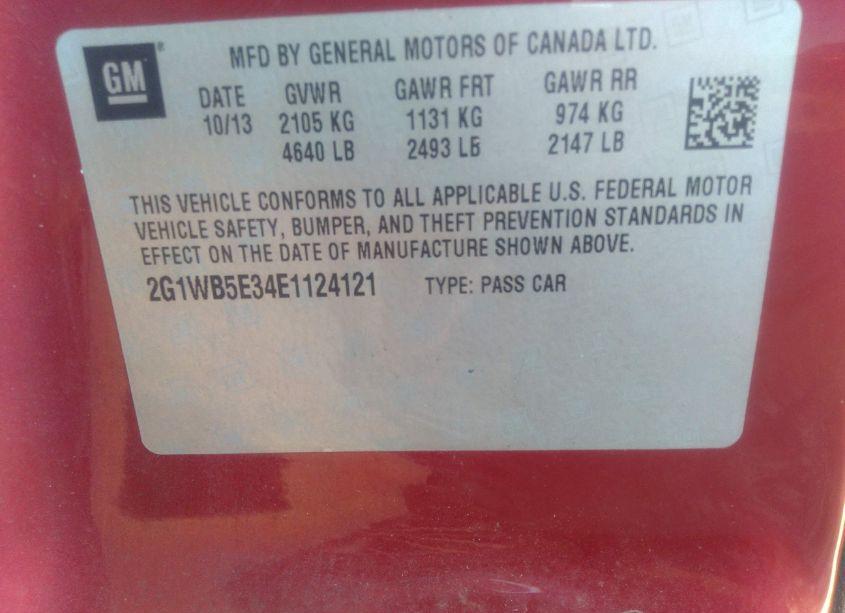 GM
MFD BY GENERAL MOTORS OF CANADA LTD.
DATE GVWR GAWR FRT GAWR RR
10/13 2105 KG 1131 KG 974 KG
4640 LB 2493 LB 2147 LB
THIS VEHICLE CONFORMS TO ALL APPLICABLE U.S. FEDERAL MOTOR
VEHICLE SAFETY, BUMPER, AND THEFT PREVENTION STANDARDS IN
EFFECT ON THE DATE OF MANUFACTURE SHOWN ABOVE.
2G1WB5E34E1124121 TYPE: PASS CAR